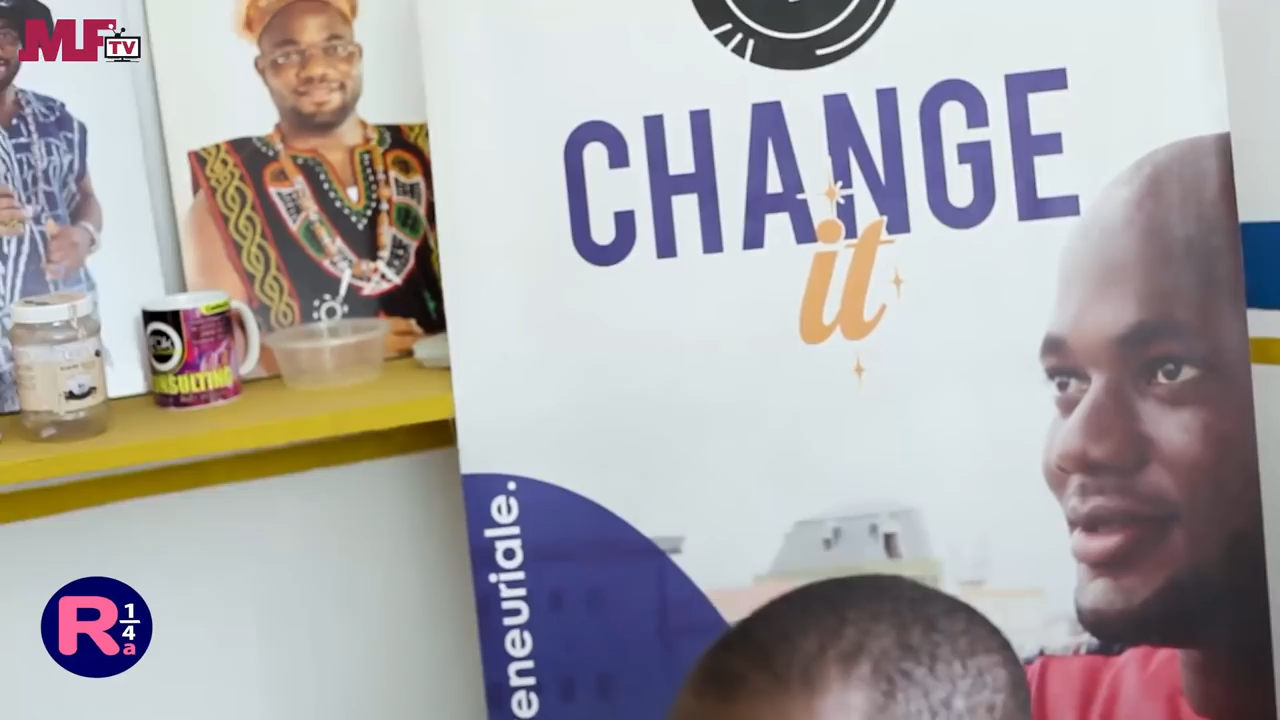 MF TV
CHANGE
it
NSULTING
eneuriale.
R 1/4 a